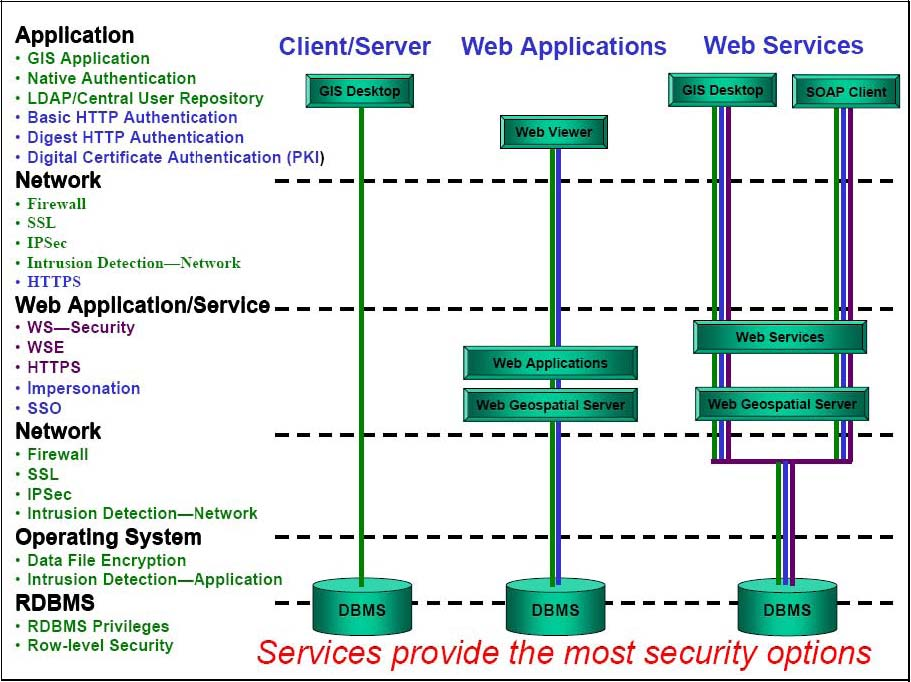 Application
• GIS Application
• Native Authentication
• LDAP/Central User Repository
• Basic HTTP Authentication
• Digest HTTP Authentication
• Digital Certificate Authentication (PKI)
Network
• Firewall
• SSL
• IPSec
• Intrusion Detection—Network
• HTTPS
Web Application/Service
• WS—Security
• WSE
• HTTPS
• Impersonation
• SSO
Network
• Firewall
• SSL
• IPSec
• Intrusion Detection—Network
Operating System
• Data File Encryption
• Intrusion Detection—Application
RDBMS
• RDBMS Privileges
• Row-level Security
Client/Server
GIS Desktop
DBMS
Web Applications
Web Viewer
Web Applications
Web Geospatial Server
DBMS
Web Services
GIS Desktop
SOAP Client
Web Services
Web Geospatial Server
DBMS
Services provide the most security options